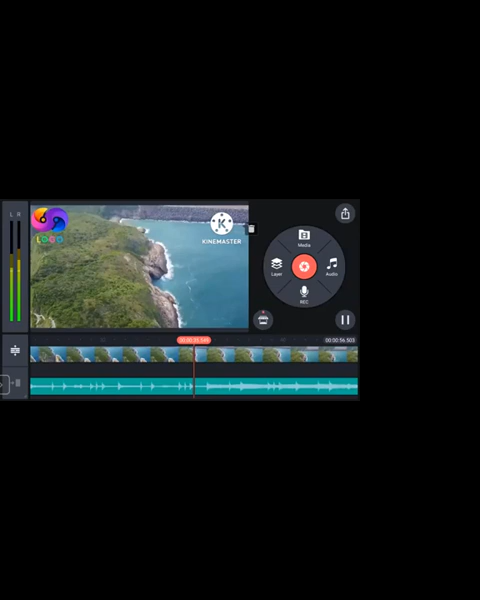 L R
LOGO
KINEMASTER
Media
Layer
Audio
REC
00:00:56.503